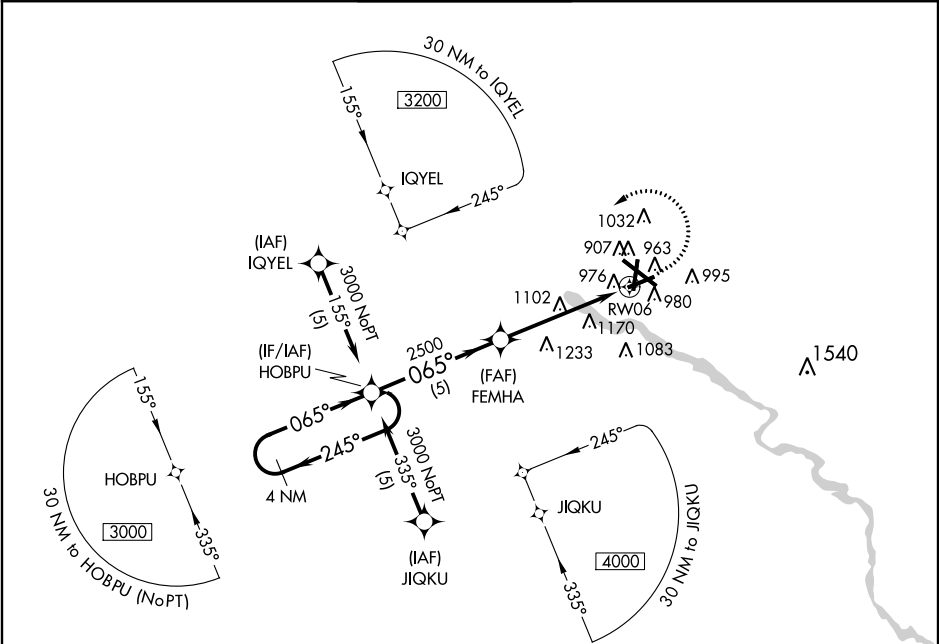 30 NM to IQYEL
3200
155°
IQYEL
245°
1032
907
963
976
995
980
RW06
(IAF)
IQYEL
3000 NoPT
155°
(5)
1102
1170
1233
1083
1540
(IF/IAF)
HOBPU
2500
065°
(5)
(FAF)
FEMHA
065°
245°
4 NM
3000 NoPT
335°
(5)
(IAF)
JIQKU
155°
HOBPU
3000
335°
30 NM to HOBPU (NoPT)
245°
JIQKU
4000
335°
30 NM to JIQKU